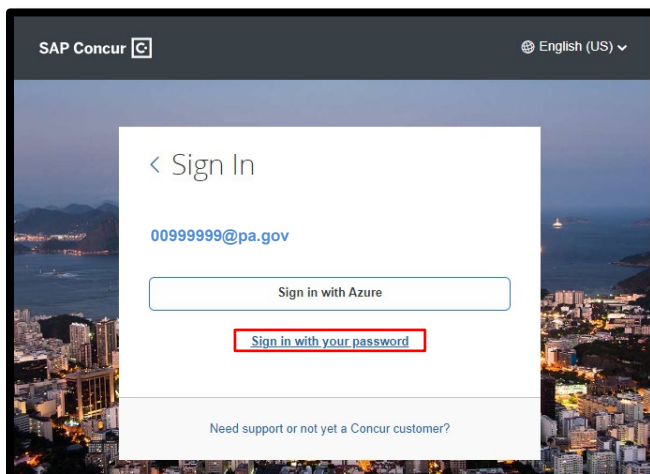 SAP Concur C.
English (US)
Sign In
00999999@pa.gov
Sign in with Azure
Sign in with your password
Need support or not yet a Concur customer?